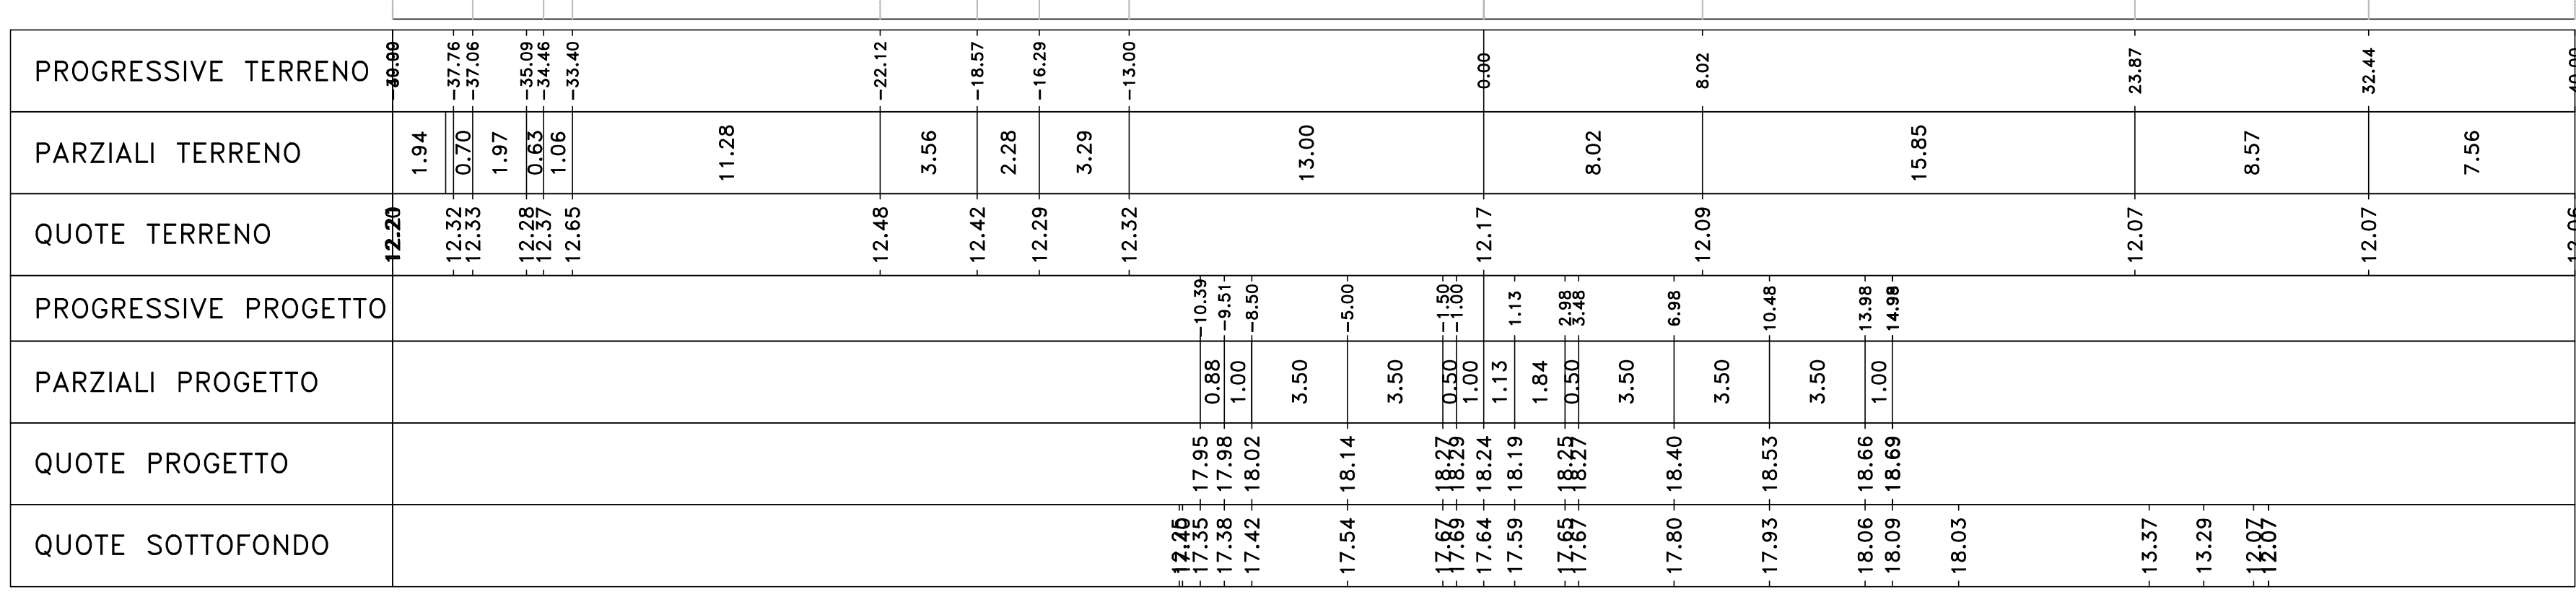 PROGRESSIVE TERRENO -37.76 -37.06 -35.09 -34.46 -33.40 -22.12 -18.57 -16.29 -13.00 0.00 8.02 23.87 32.44
PARZIALI TERRENO 1.94 0.70 1.97 0.63 1.06 11.28 3.56 2.28 3.29 13.00 8.02 15.85 8.57 7.56
QUOTE TERRENO 12.32 12.33 12.28 12.37 12.65 12.48 12.42 12.29 12.32 12.17 12.09 12.07 12.07
PROGRESSIVE PROGETTO -10.39 -9.51 -8.50 -5.00 -1.50 -1.00 1.13 2.98 3.48 6.98 10.48 13.98 14.98
PARZIALI PROGETTO 0.88 1.00 3.50 3.50 0.50 1.00 1.13 1.84 0.50 3.50 3.50 3.50 1.00
QUOTE PROGETTO 17.95 17.98 18.02 18.14 18.27 18.29 18.24 18.19 18.25 18.27 18.40 18.53 18.66 18.69
QUOTE SOTTOFONDO 17.35 17.38 17.42 17.54 17.67 17.69 17.64 17.59 17.65 17.67 17.80 17.93 18.06 18.09 18.03 13.37 13.29 12.07 12.07